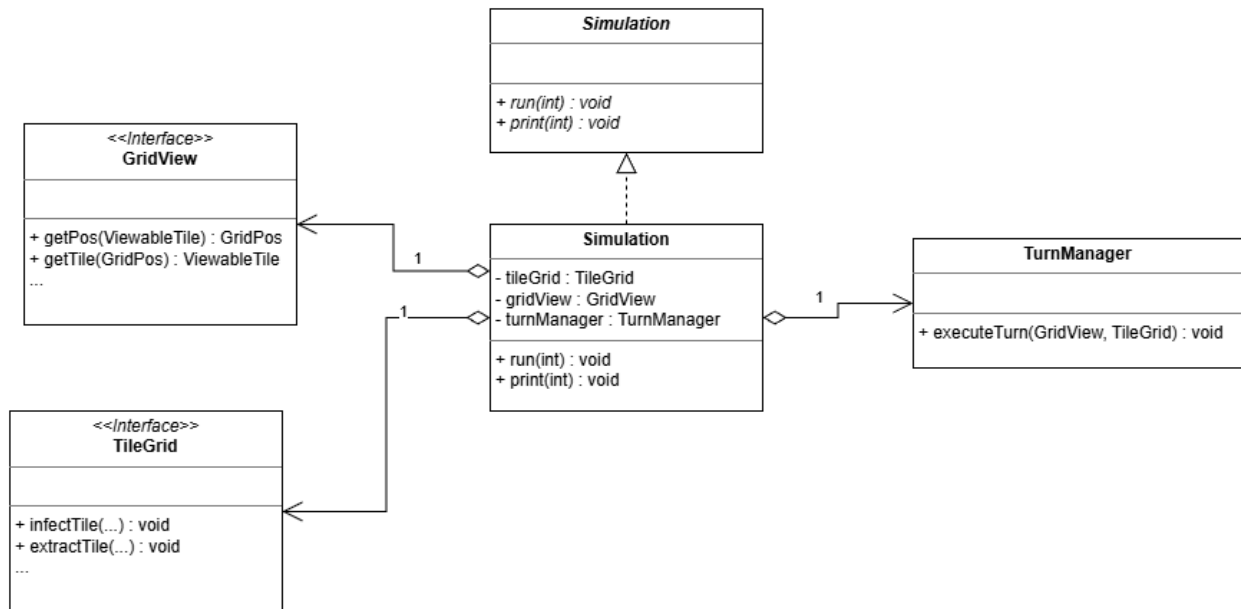 Simulation
+ run(int) : void
+ print(int) : void
<<Interface>>
GridView
+ getPos(ViewableTile) : GridPos
+ getTile(GridPos) : ViewableTile
...
1
Simulation
- tileGrid : TileGrid
- gridView : GridView
- turnManager : TurnManager
+ run(int) : void
+ print(int) : void
1
1
TurnManager
+ executeTurn(GridView, TileGrid) : void
<<Interface>>
TileGrid
+ infectTile(...) : void
+ extractTile(...) : void
...